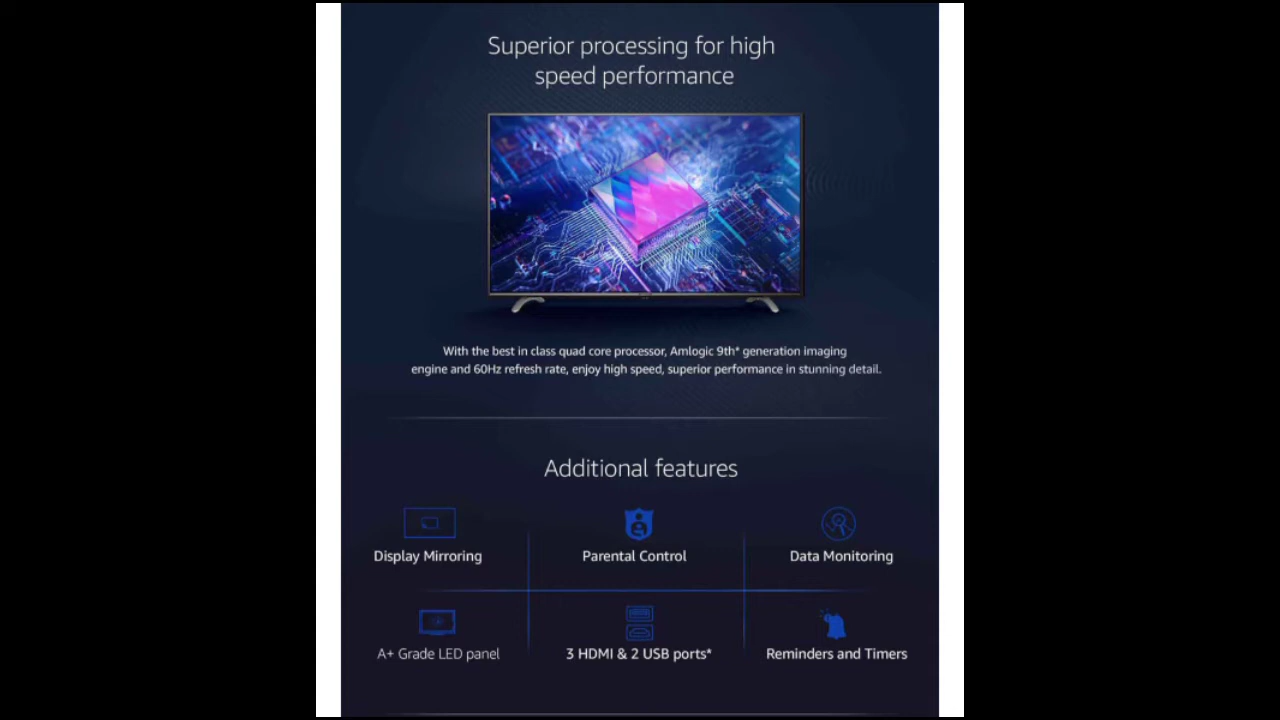 Superior processing for high
speed performance
With the best in class quad core processor, Amlogic 9th* generation imaging
engine and 60Hz refresh rate, enjoy high speed, superior performance in stunning detail.
Additional features
Display Mirroring
Parental Control
Data Monitoring
A+ Grade LED panel
3 HDMI & 2 USB ports*
Reminders and Timers